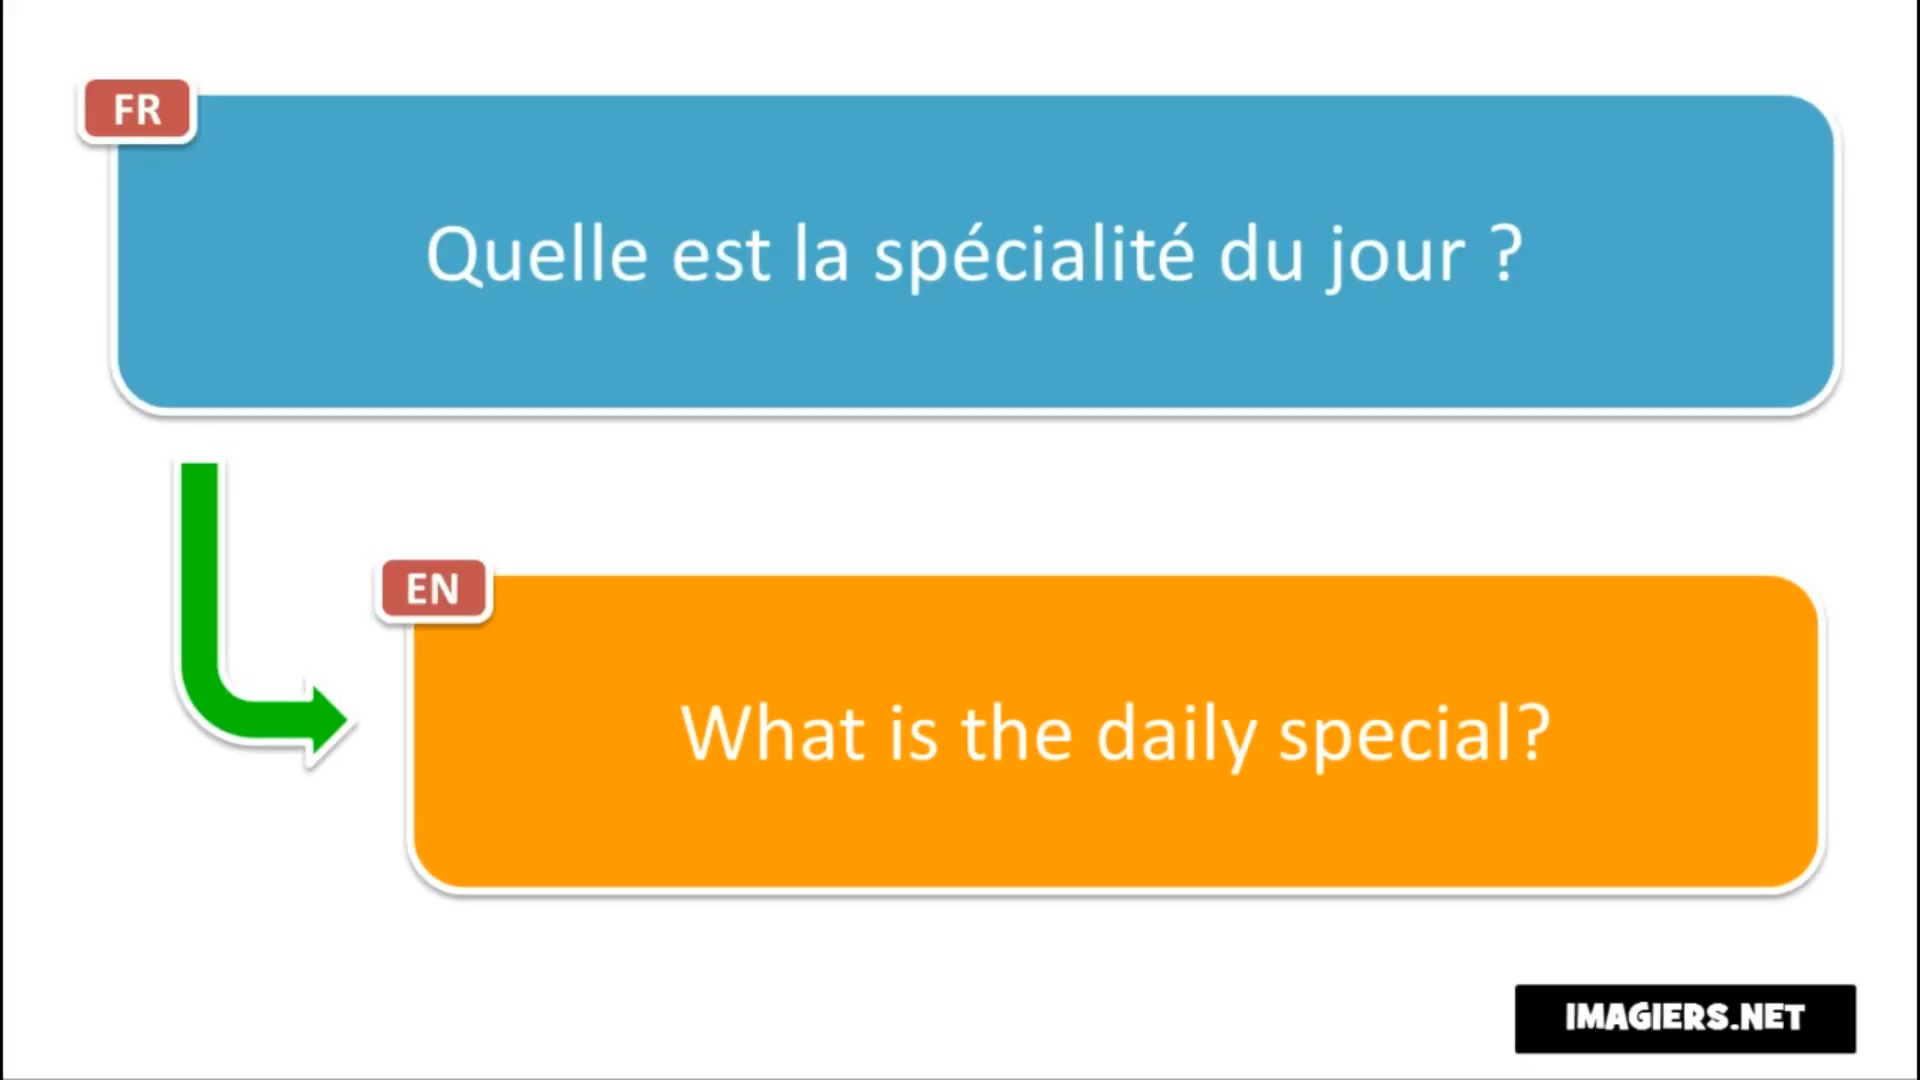 FR
Quelle est la spécialité du jour ?
EN
What is the daily special?
IMAGIERS.NET